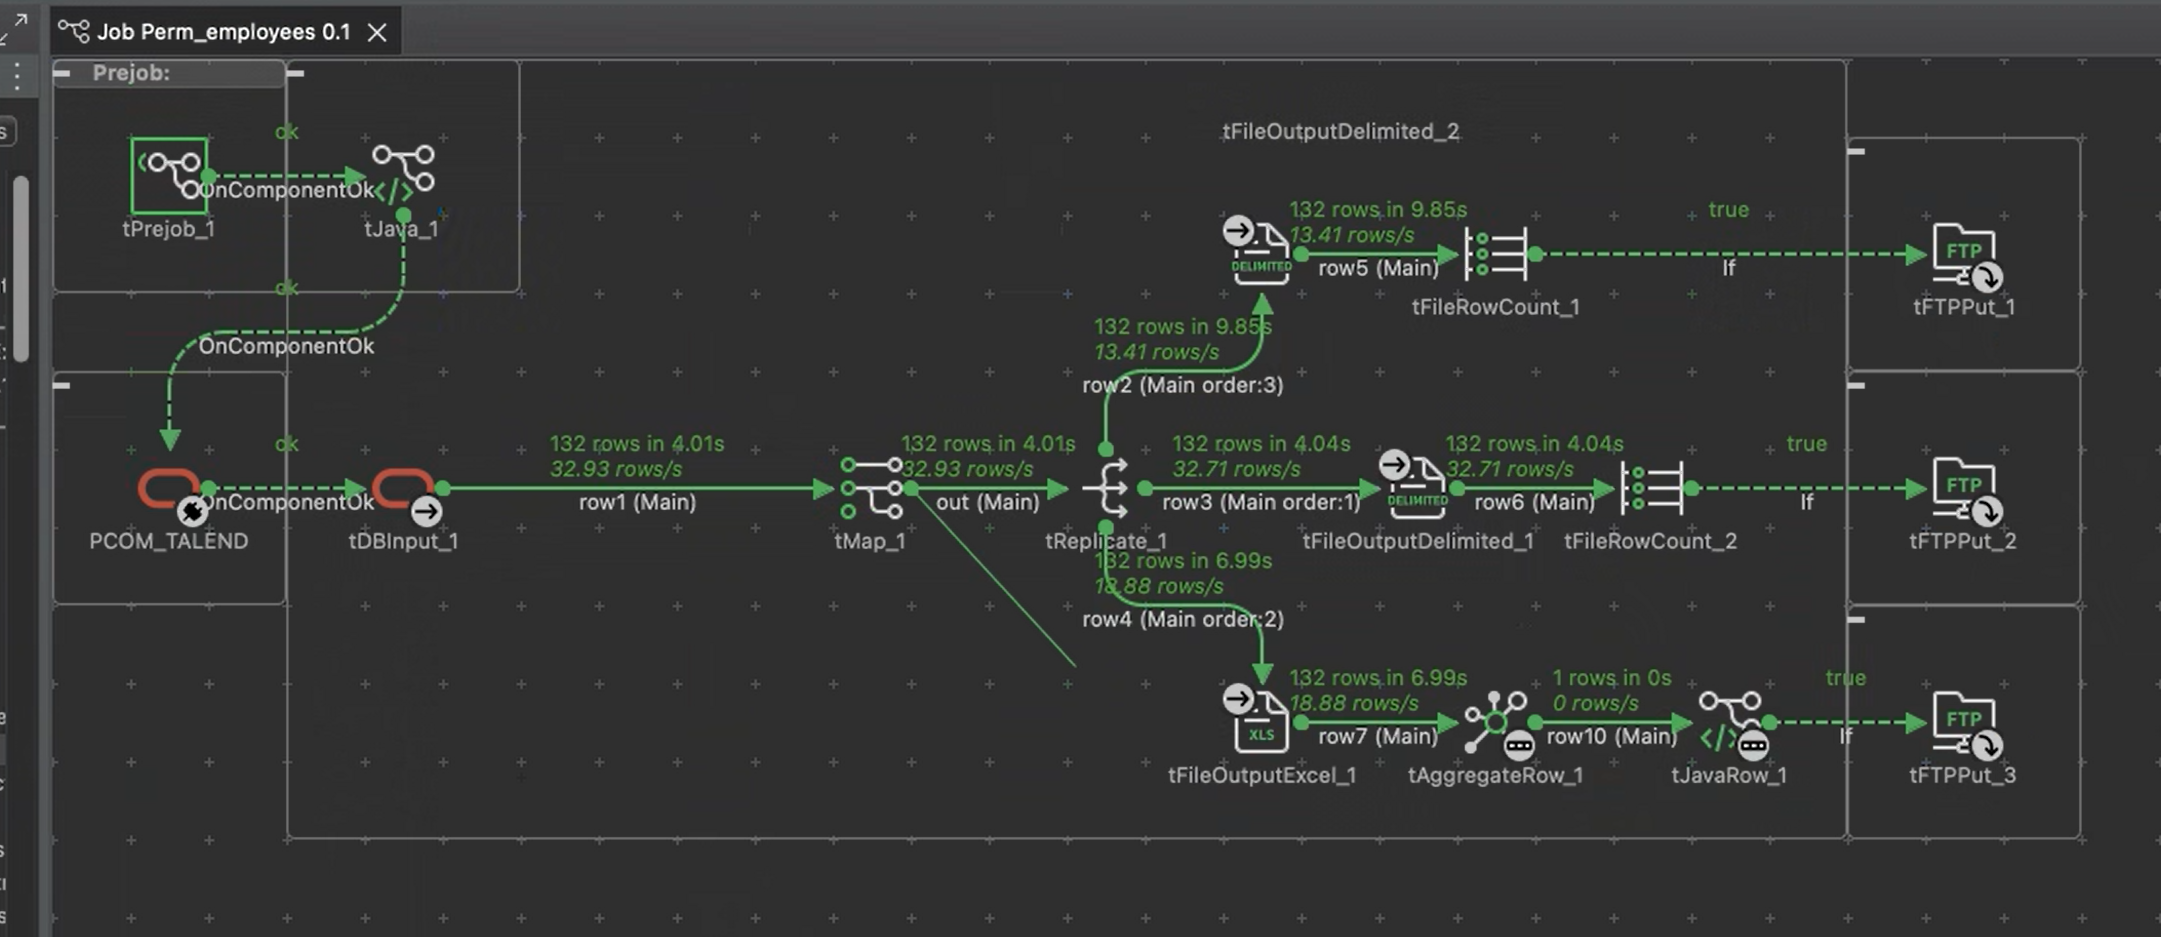 Job Perm_employees 0.1
Prejob:
ok
OnComponentOk
tPrejob_1
tJava_1
ok
OnComponentOk
ok
OnComponentOk
PCOM_TALEND
tDBInput_1
132 rows in 4.01s
32.93 rows/s
row1 (Main)
tMap_1
132 rows in 4.01s
32.93 rows/s
out (Main)
tReplicate_1
tFileOutputDelimited_2
DELIMITED
132 rows in 9.85s
13.41 rows/s
row5 (Main)
tFileRowCount_1
true
If
FTP
tFTPPut_1
132 rows in 9.85s
13.41 rows/s
row2 (Main order:3)
132 rows in 4.04s
32.71 rows/s
row3 (Main order:1)
DELIMITED
tFileOutputDelimited_1
132 rows in 4.04s
32.71 rows/s
row6 (Main)
tFileRowCount_2
true
If
FTP
tFTPPut_2
132 rows in 6.99s
18.88 rows/s
row4 (Main order:2)
XLS
tFileOutputExcel_1
132 rows in 6.99s
18.88 rows/s
row7 (Main)
tAggregateRow_1
1 rows in 0s
0 rows/s
row10 (Main)
tJavaRow_1
true
If
FTP
tFTPPut_3